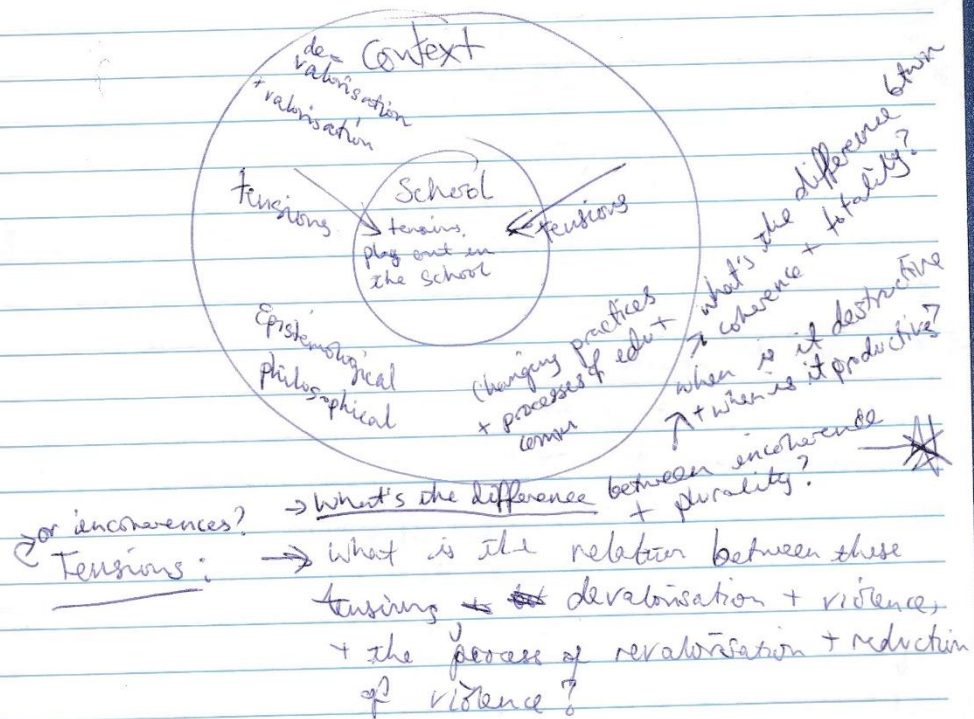 Context
de-
valorisation
+ valorisation
tensions
School
tensions
play out in
the School
tensions
Epistemological
philosophical
Changing practices
+ processes of edu +
what's the difference btwn
coherence + totality?
when is it destructive
+ when is it productive?
→ What's the difference between incoherence
+ plurality?
or incoherences?
Tensions:
→ What is the relation between these
tensions, devalorisation + violence,
+ the process of revalorisation + reduction
of violence?